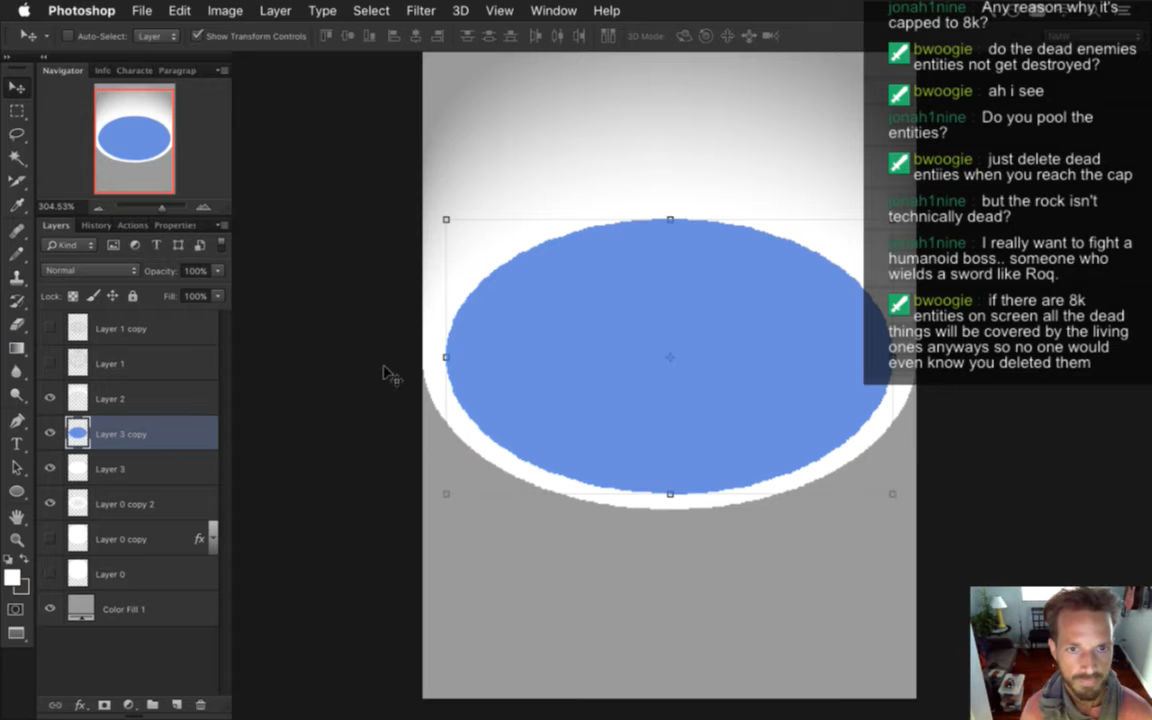 Photoshop File Edit Image Layer Type Select Filter 3D View Window Help
Auto-Select: Layer Show Transform Controls 3D Mode:
Navigator Info Characte Paragrap
304.53%
Layers History Actions Properties
Kind
Normal Opacity: 100%
Lock: Fill: 100%
Layer 1 copy
Layer 1
Layer 2
Layer 3 copy
Layer 3
Layer 0 copy 2
Layer 0 copy fx
Layer 0
Color Fill 1
fx
jonah1nine : Any reason why it's
capped to 8k?
bwoogie : do the dead enemies
entities not get destroyed?
bwoogie : ah i see
jonah1nine : Do you pool the
entities?
bwoogie : just delete dead
entiies when you reach the cap
jonah1nine : but the rock isn't
technically dead?
jonah1nine : I really want to fight a
humanoid boss.. someone who
wields a sword like Roq.
bwoogie : if there are 8k
entities on screen all the dead
things will be covered by the living
ones anyways so no one would
even know you deleted them